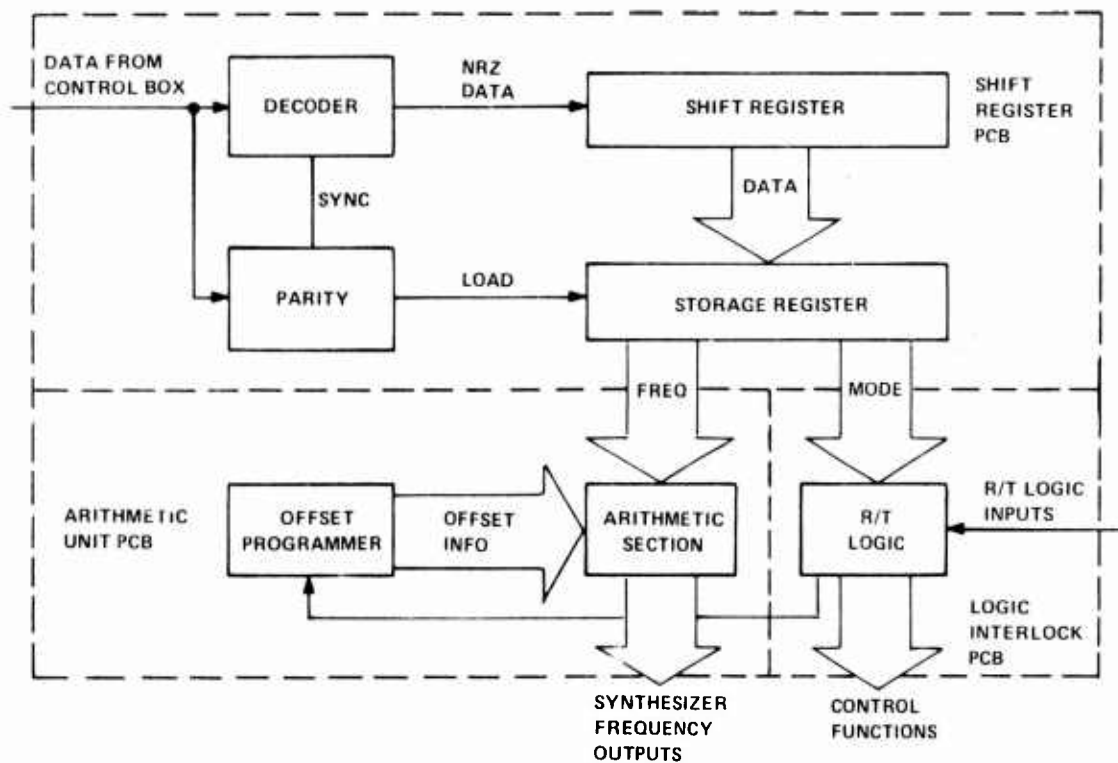 DATA FROM
CONTROL BOX
DECODER
NRZ
DATA
SHIFT REGISTER
SHIFT
REGISTER
PCB
SYNC
DATA
PARITY
LOAD
STORAGE REGISTER
FREQ
MODE
ARITHMETIC
UNIT PCB
OFFSET
PROGRAMMER
OFFSET
INFO
ARITHMETIC
SECTION
R/T
LOGIC
R/T LOGIC
INPUTS
LOGIC
INTERLOCK
PCB
SYNTHESIZER
FREQUENCY
OUTPUTS
CONTROL
FUNCTIONS